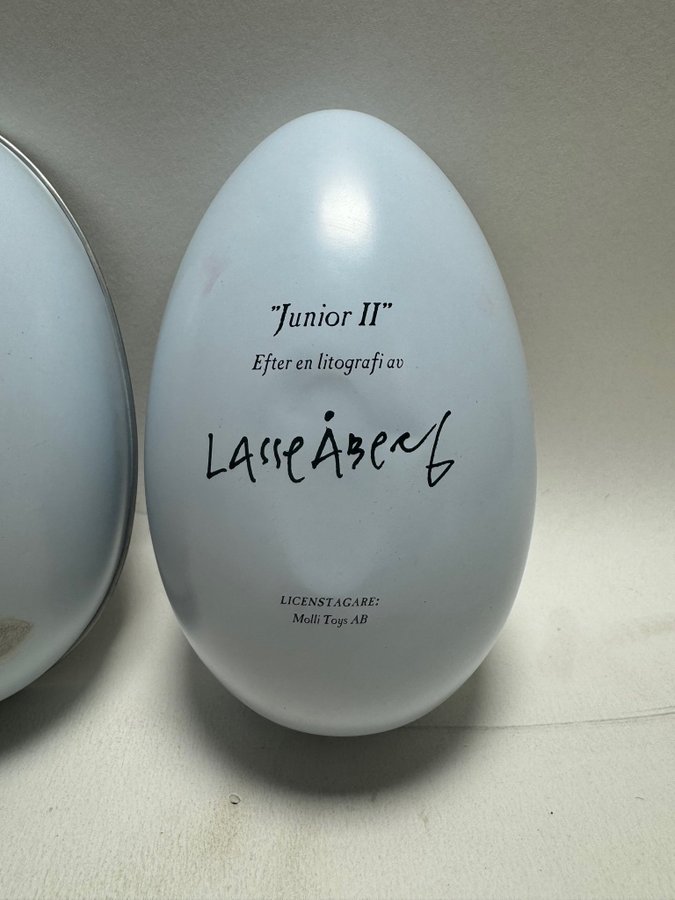 "Junior II"
Efter en litografi av
LASSE ÅBERG
LICENSTAGARE:
Molli Toys AB